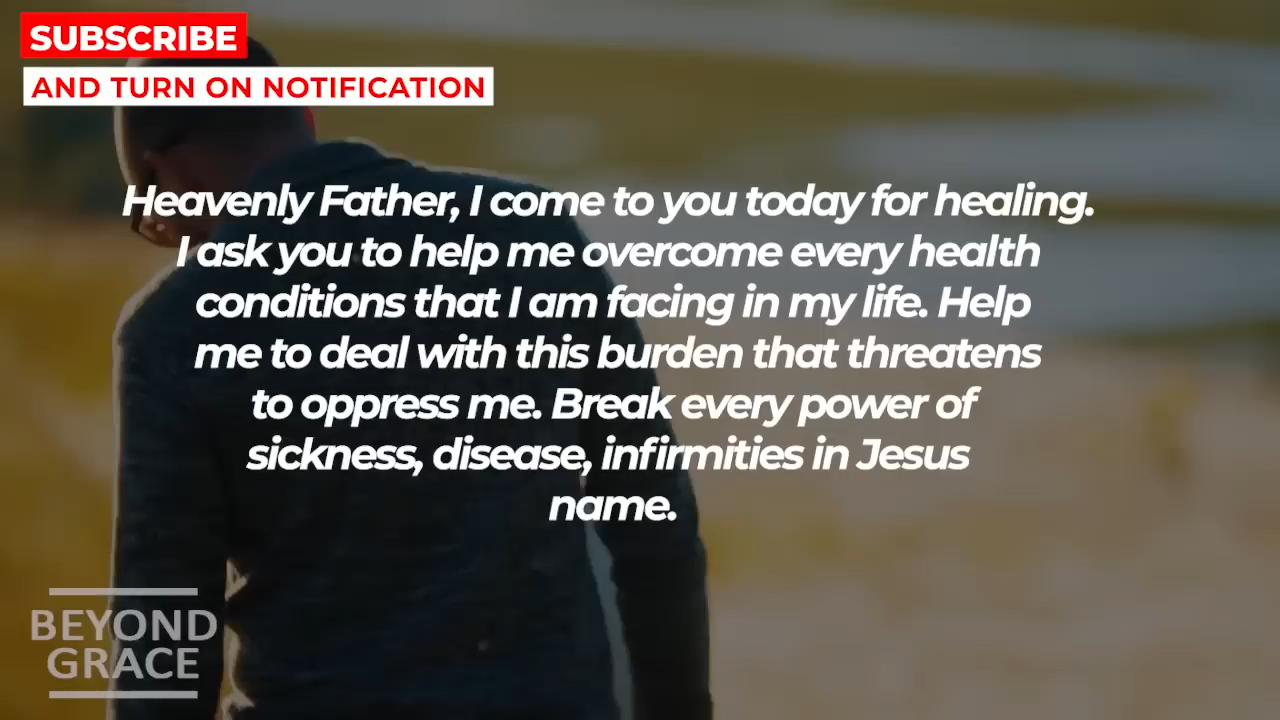 SUBSCRIBE
AND TURN ON NOTIFICATION
Heavenly Father, I come to you today for healing.
I ask you to help me overcome every health
conditions that I am facing in my life. Help
me to deal with this burden that threatens
to oppress me. Break every power of
sickness, disease, infirmities in Jesus
name.
BEYOND
GRACE